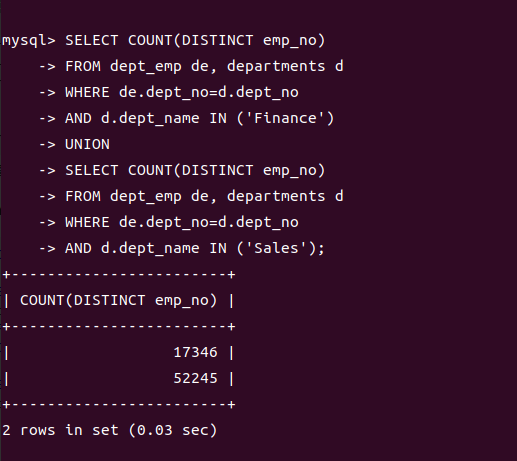 mysql> SELECT COUNT(DISTINCT emp_no)
    -> FROM dept_emp de, departments d
    -> WHERE de.dept_no=d.dept_no
    -> AND d.dept_name IN ('Finance')
    -> UNION
    -> SELECT COUNT(DISTINCT emp_no)
    -> FROM dept_emp de, departments d
    -> WHERE de.dept_no=d.dept_no
    -> AND d.dept_name IN ('Sales');
+------------------------+
| COUNT(DISTINCT emp_no) |
+------------------------+
|                  17346 |
|                  52245 |
+------------------------+
2 rows in set (0.03 sec)